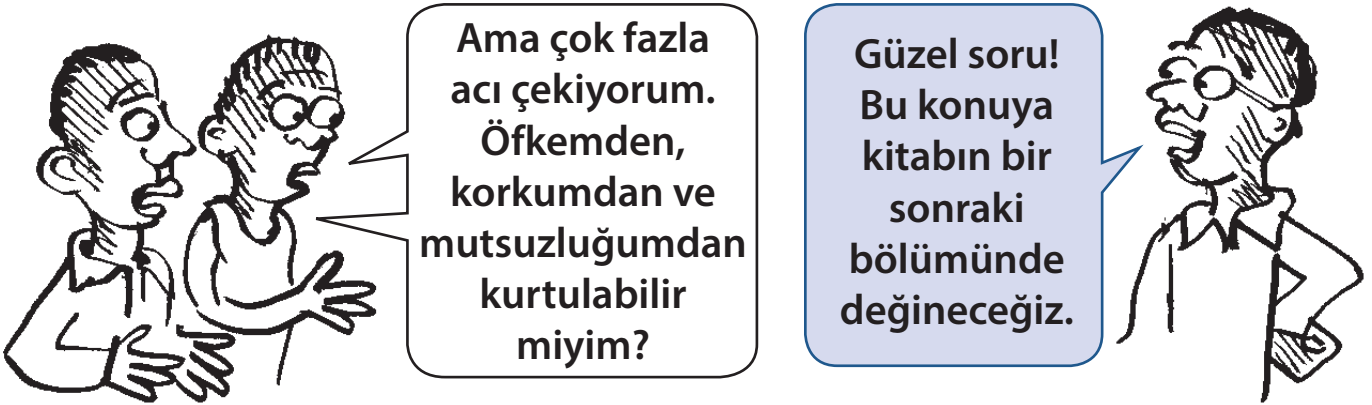 Ama çok fazla
acı çekiyorum.
Öfkemden,
korkumdan ve
mutsuzluğumdan
kurtulabilir
miyim?
Güzel soru!
Bu konuya
kitabın bir
sonraki
bölümünde
değineceğiz.